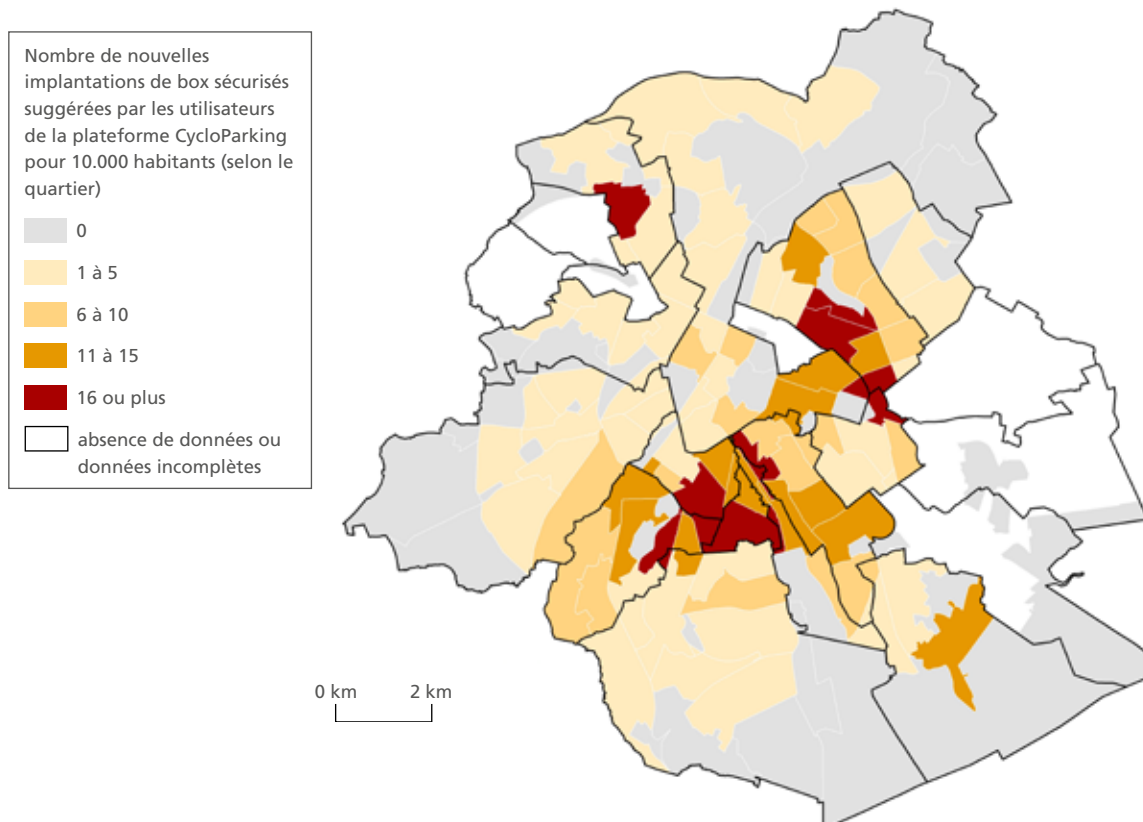 Nombre de nouvelles
implantations de box sécurisés
suggérées par les utilisateurs
de la plateforme CycloParking
pour 10.000 habitants (selon le
quartier)
0
1 à 5
6 à 10
11 à 15
16 ou plus
absence de données ou
données incomplètes
0 km 2 km